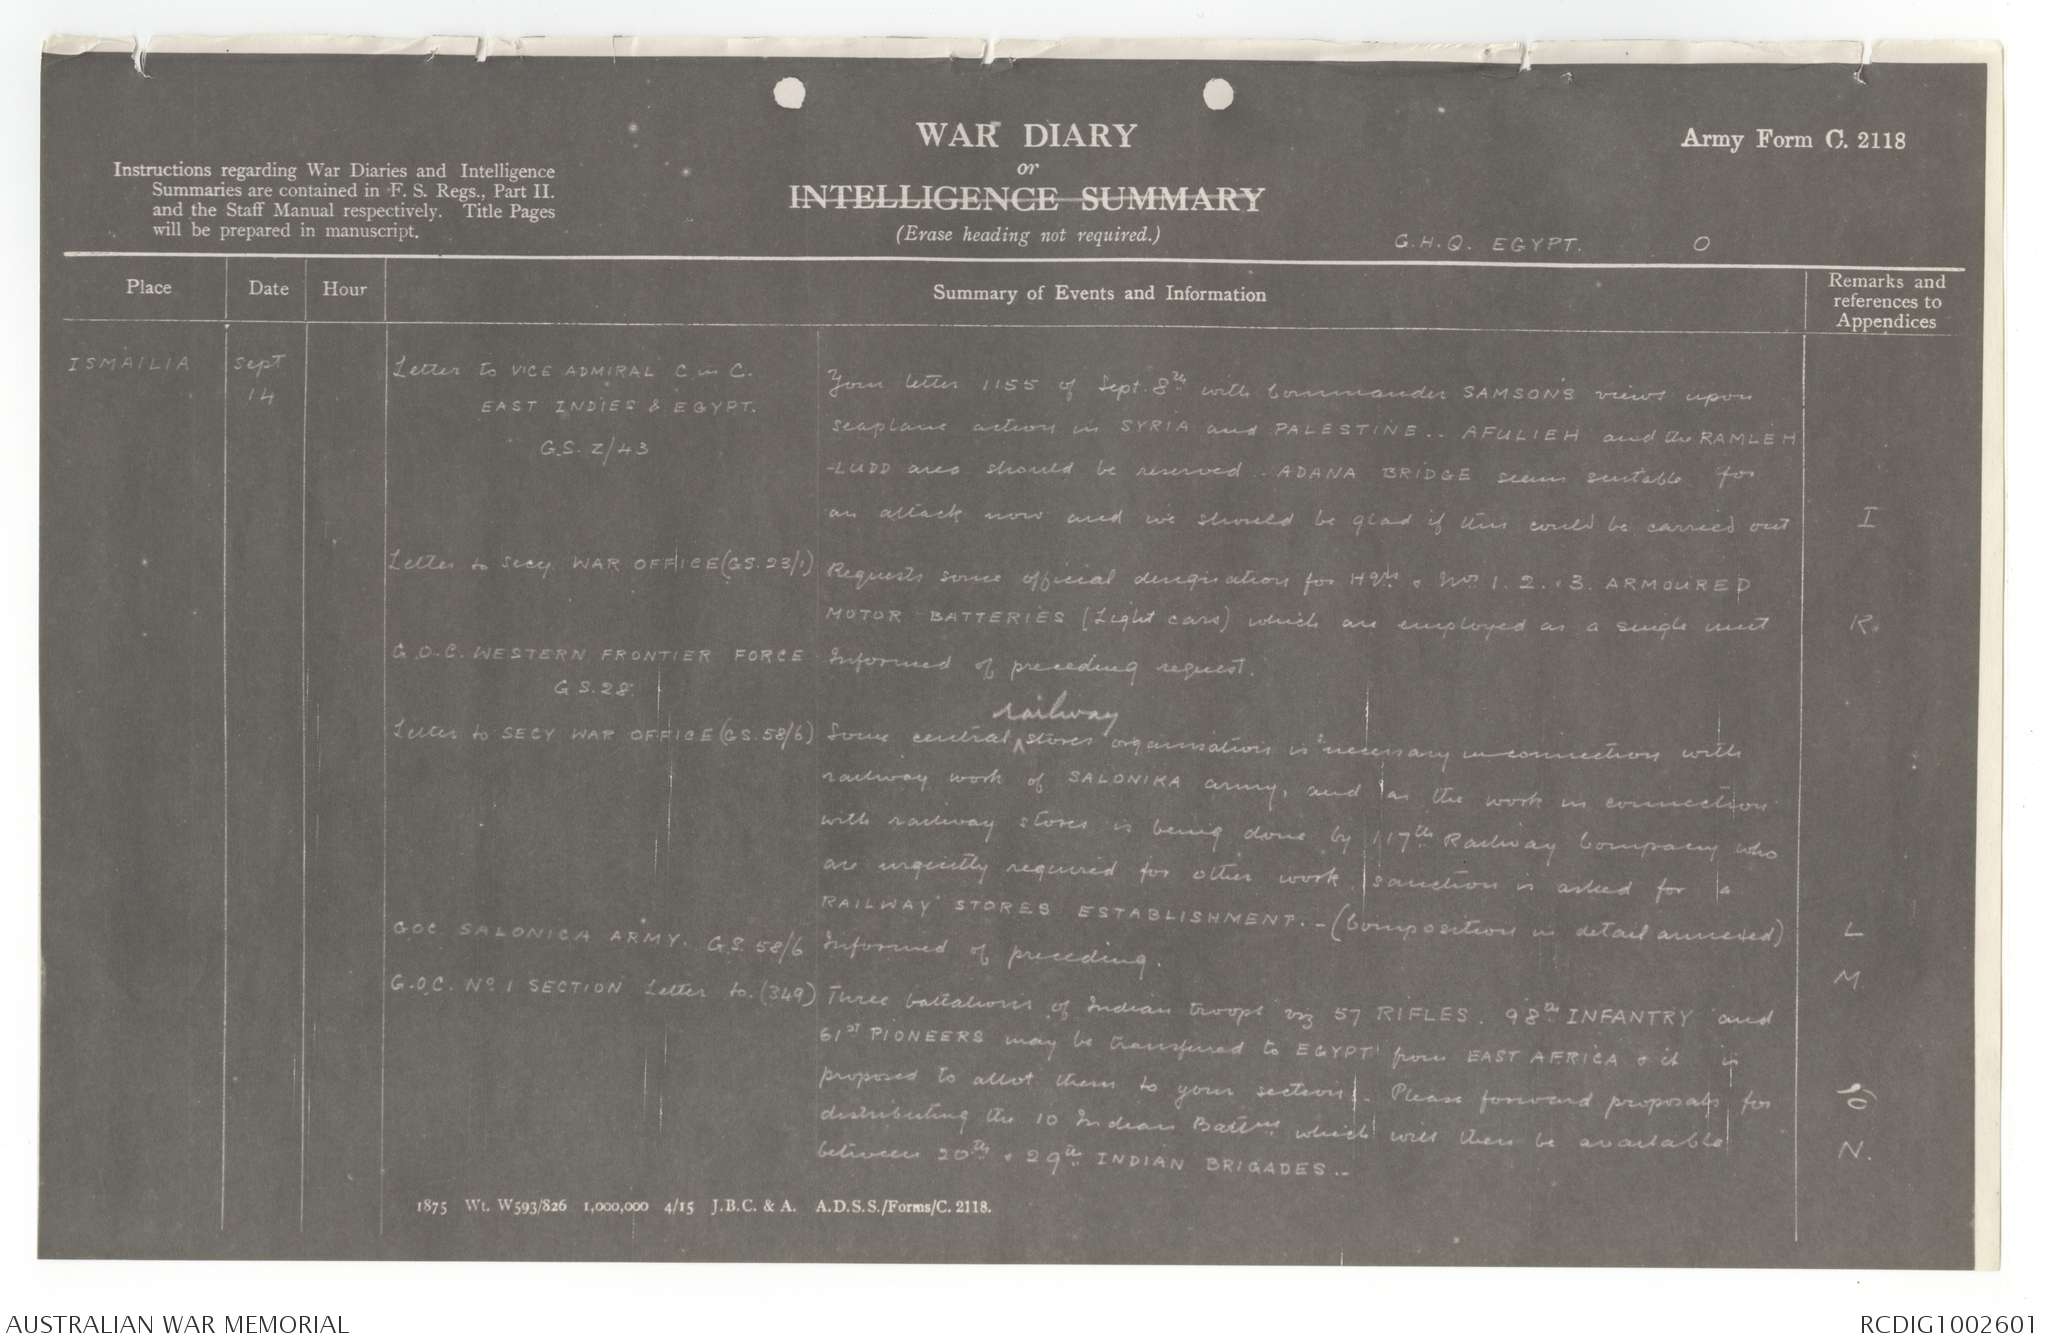 WAR DIARY
or
INTELLIGENCE SUMMARY
(Erase heading not required.)
Army Form C. 2118
Instructions regarding War Diaries and Intelligence
Summaries are contained in F. S. Regs., Part II.
and the Staff Manual respectively. Title Pages
will be prepared in manuscript.
G.H.Q. EGYPT. O
Place Date Hour Summary of Events and Information Remarks and
references to
Appendices
ISMAILIA Sept
14
Letter to VICE ADMIRAL C in C.
EAST INDIES & EGYPT.
G.S. Z/43
Your letter 1155 of Sept. 8th with Commander SAMSON'S views upon
seaplane action in SYRIA and PALESTINE.. AFULIEH and the RAMLEH
-LUDD area should be reserved - ADANA BRIDGE seems suitable for
an attack now and we should be glad if this could be carried out I
Letter to Secy WAR OFFICE (GS. 23/1)
Requests some official designation for Hqrs & Nos 1. 2. & 3. ARMOURED
MOTOR BATTERIES (Light cars) which are employed as a single unit K.
G.O.C. WESTERN FRONTIER FORCE
GS.28
Informed of preceding request.
Letter to SECY WAR OFFICE (GS.58/6)
railway
Some central ^ stores organisation is necessary in connection with
railway work of SALONIKA army, and as the work in connection
with railway stores is being done by 117th Railway Company who
are urgently required for other work sanction is asked for a
RAILWAY STORES ESTABLISHMENT. - (Composition in detail annexed) L
GOC SALONICA ARMY. G.S. 58/6 Informed of preceding. M
G.O.C. No. 1 SECTION Letter to. (349)
Three battalions of Indian troops viz 57 RIFLES. 98th INFANTRY and
61st PIONEERS may be transferred to EGYPT from EAST AFRICA & it is
proposed to allot them to your section. - Please forward proposals for
distributing the 10 Indian Battns which will then be available
between 20th & 29th INDIAN BRIGADES.- N.
1875 Wt. W593/826 1,000,000 4/15 J.B.C. & A. A.D.S.S./Forms/C. 2118.
AUSTRALIAN WAR MEMORIAL
RCDIG1002601